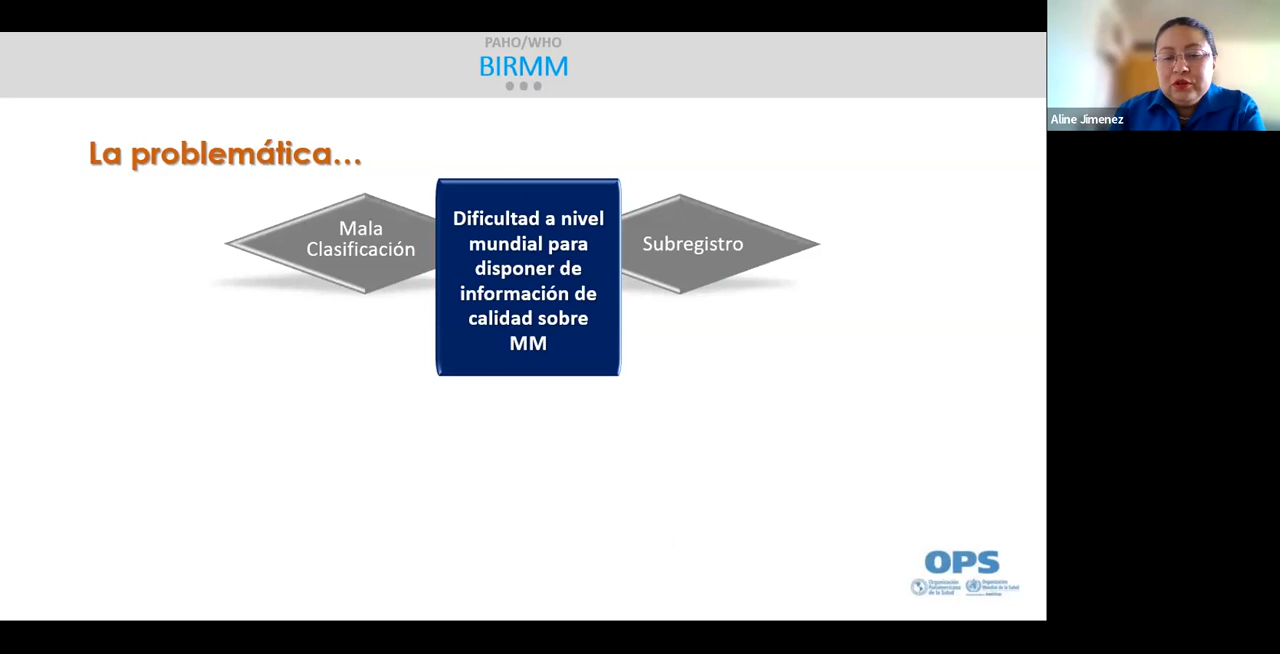 PAHO/WHO
BIRMM
Aline Jimenez
La problemática...
Mala
Clasificación
Dificultad a nivel
mundial para
disponer de
información de
calidad sobre
MM
Subregistro
OPS
Organización
Panamericana
de la Salud
Organización
Mundial de la Salud